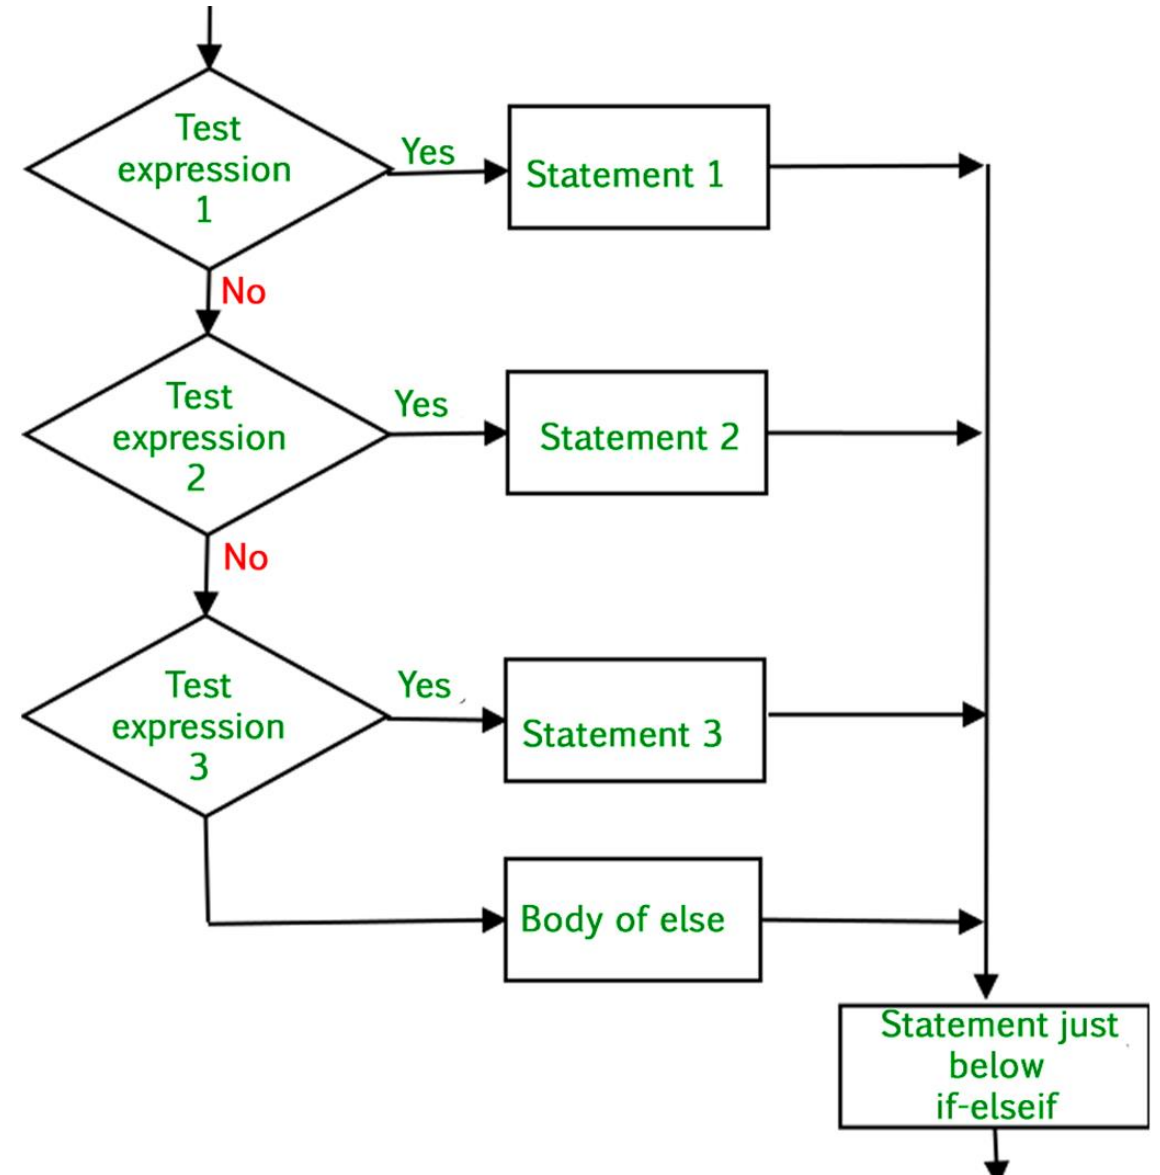 Test
expression
1
Yes
Statement 1
No
Test
expression
2
Yes
Statement 2
No
Test
expression
3
Yes
Statement 3
Body of else
Statement just
below
if-elseif